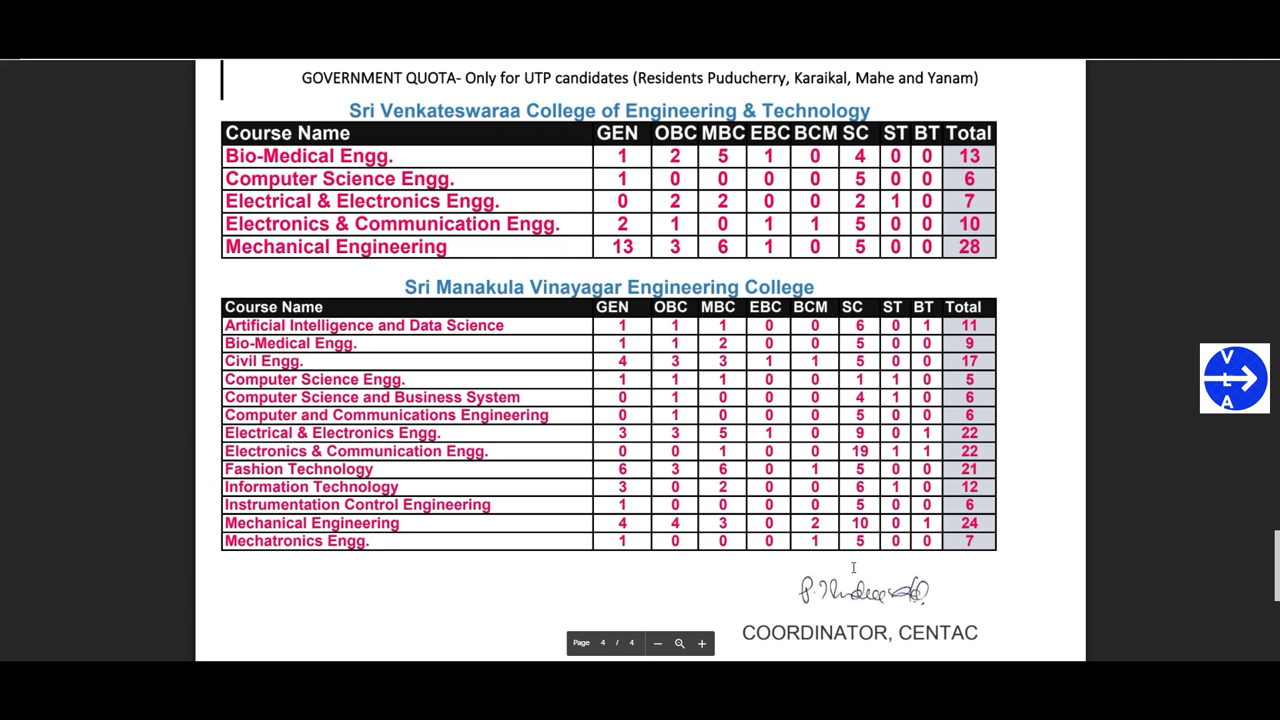 GOVERNMENT QUOTA- Only for UTP candidates (Residents Puducherry, Karaikal, Mahe and Yanam)
Sri Venkateswaraa College of Engineering & Technology
Course Name GEN OBC MBC EBC BCM SC ST BT Total
Bio-Medical Engg. 1 2 5 1 0 4 0 0 13
Computer Science Engg. 1 0 0 0 0 5 0 0 6
Electrical & Electronics Engg. 0 2 2 0 0 2 1 0 7
Electronics & Communication Engg. 2 1 0 1 1 5 0 0 10
Mechanical Engineering 13 3 6 1 0 5 0 0 28
Sri Manakula Vinayagar Engineering College
Course Name GEN OBC MBC EBC BCM SC ST BT Total
Artificial Intelligence and Data Science 1 1 1 0 0 6 0 1 11
Bio-Medical Engg. 1 1 2 0 0 5 0 0 9
Civil Engg. 4 3 3 1 1 5 0 0 17
Computer Science Engg. 1 1 1 0 0 1 1 0 5
Computer Science and Business System 0 1 0 0 0 4 1 0 6
Computer and Communications Engineering 0 1 0 0 0 5 0 0 6
Electrical & Electronics Engg. 3 3 5 1 0 9 0 1 22
Electronics & Communication Engg. 0 0 1 0 0 19 1 1 22
Fashion Technology 6 3 6 0 1 5 0 0 21
Information Technology 3 0 2 0 0 6 1 0 12
Instrumentation Control Engineering 1 0 0 0 0 5 0 0 6
Mechanical Engineering 4 4 3 0 2 10 0 1 24
Mechatronics Engg. 1 0 0 0 1 5 0 0 7
COORDINATOR, CENTAC
Page 4 / 4
V
L
A